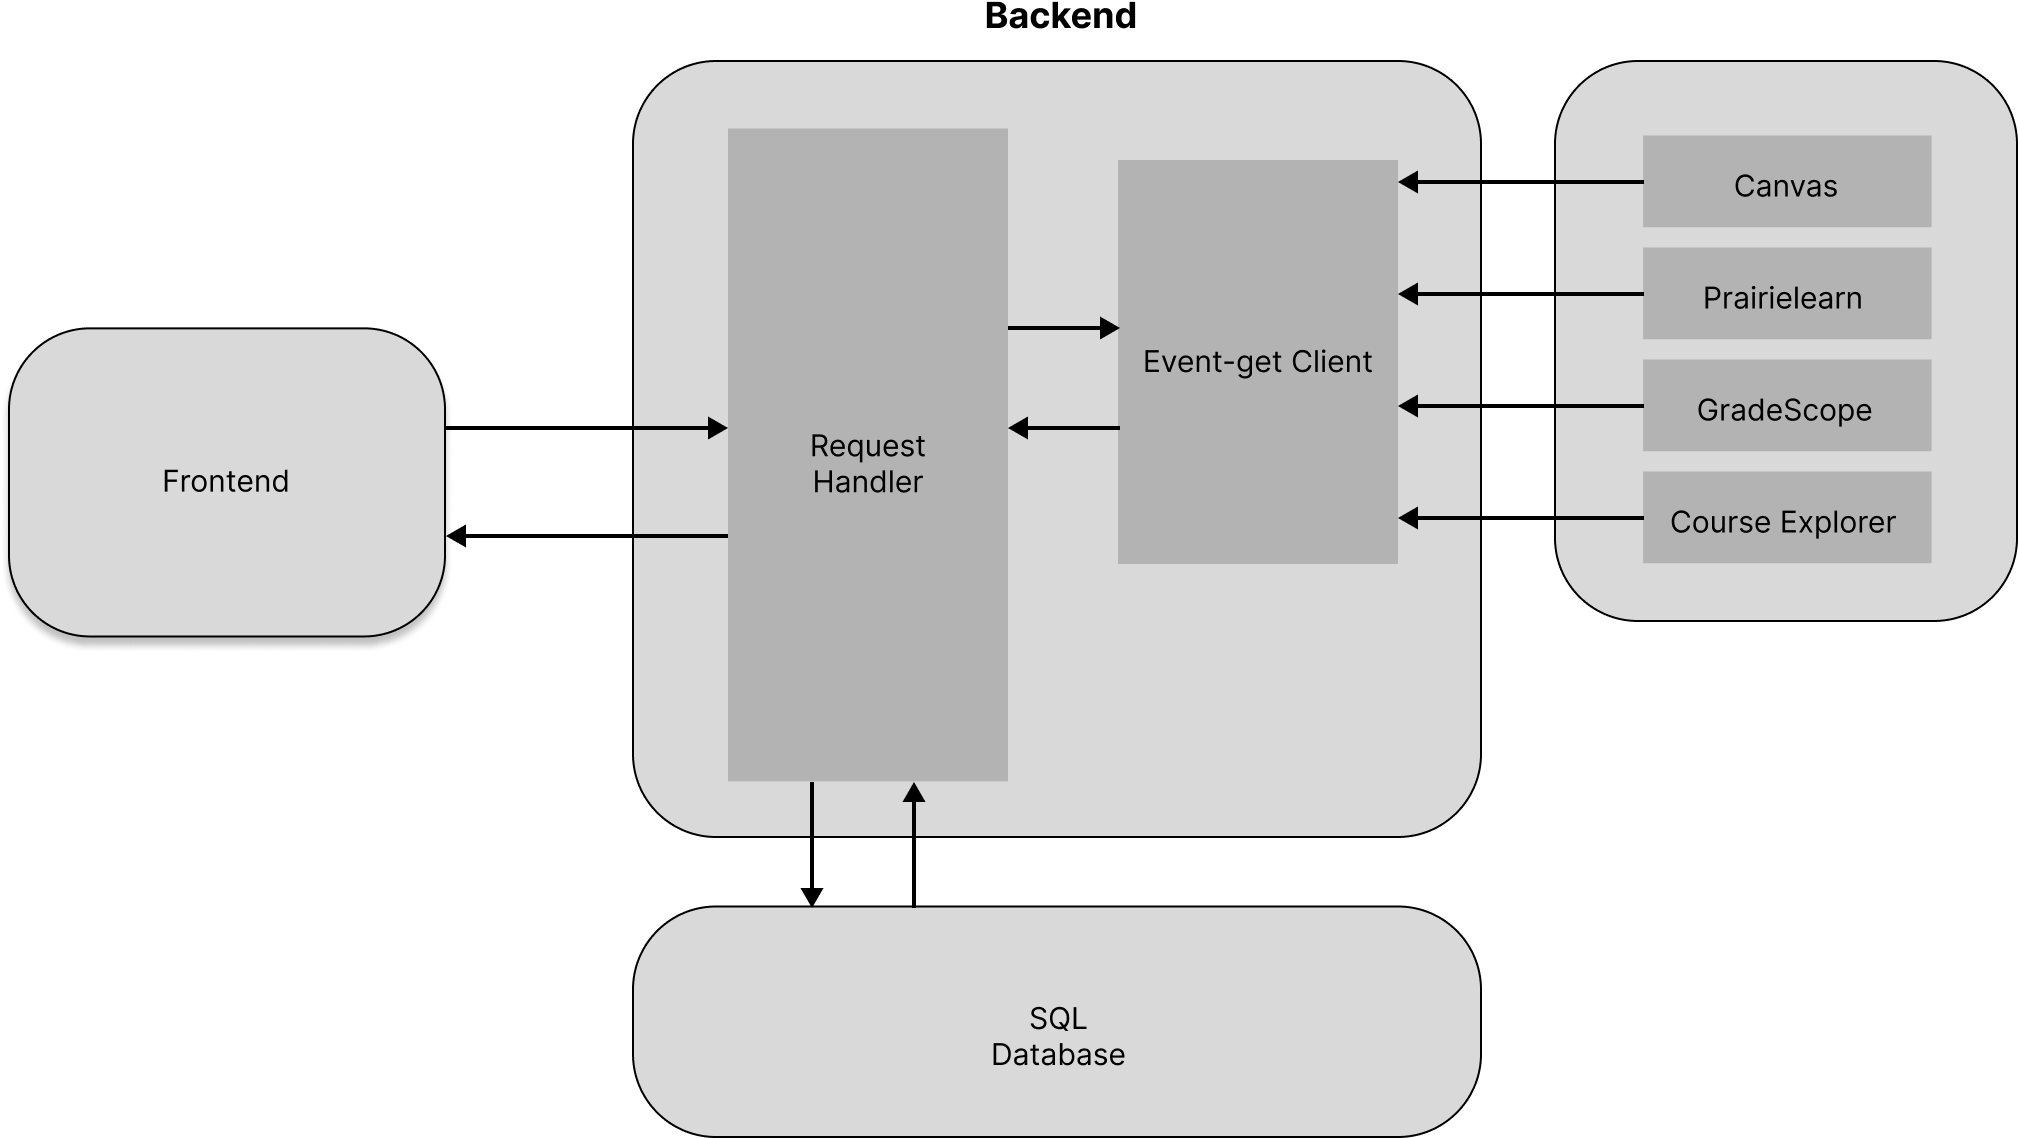 Backend
Frontend
Request
Handler
Event-get Client
Canvas
Prairielearn
GradeScope
Course Explorer
SQL
Database